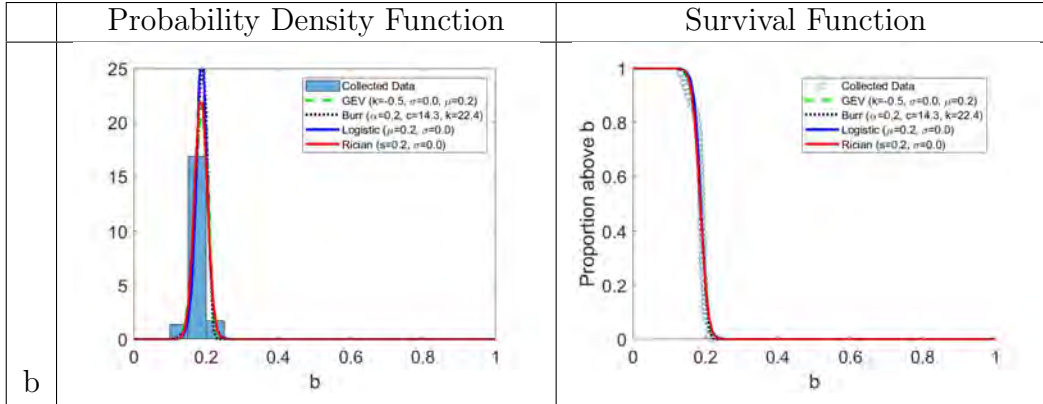 Probability Density Function
Survival Function
25
20
15
10
5
0
0
0.2
0.4
0.6
0.8
1
b
Collected Data
GEV (k=-0.5, σ=0.0, μ=0.2)
Burr (α=0.2, c=14.3, k=22.4)
Logistic (μ=0.2, σ=0.0)
Rician (s=0.2, σ=0.0)
Proportion above b
1
0.8
0.6
0.4
0.2
0
0
0.2
0.4
0.6
0.8
1
b
Collected Data
GEV (k=-0.5, σ=0.0, μ=0.2)
Burr (α=0.2, c=14.3, k=22.4)
Logistic (μ=0.2, σ=0.0)
Rician (s=0.2, σ=0.0)
b